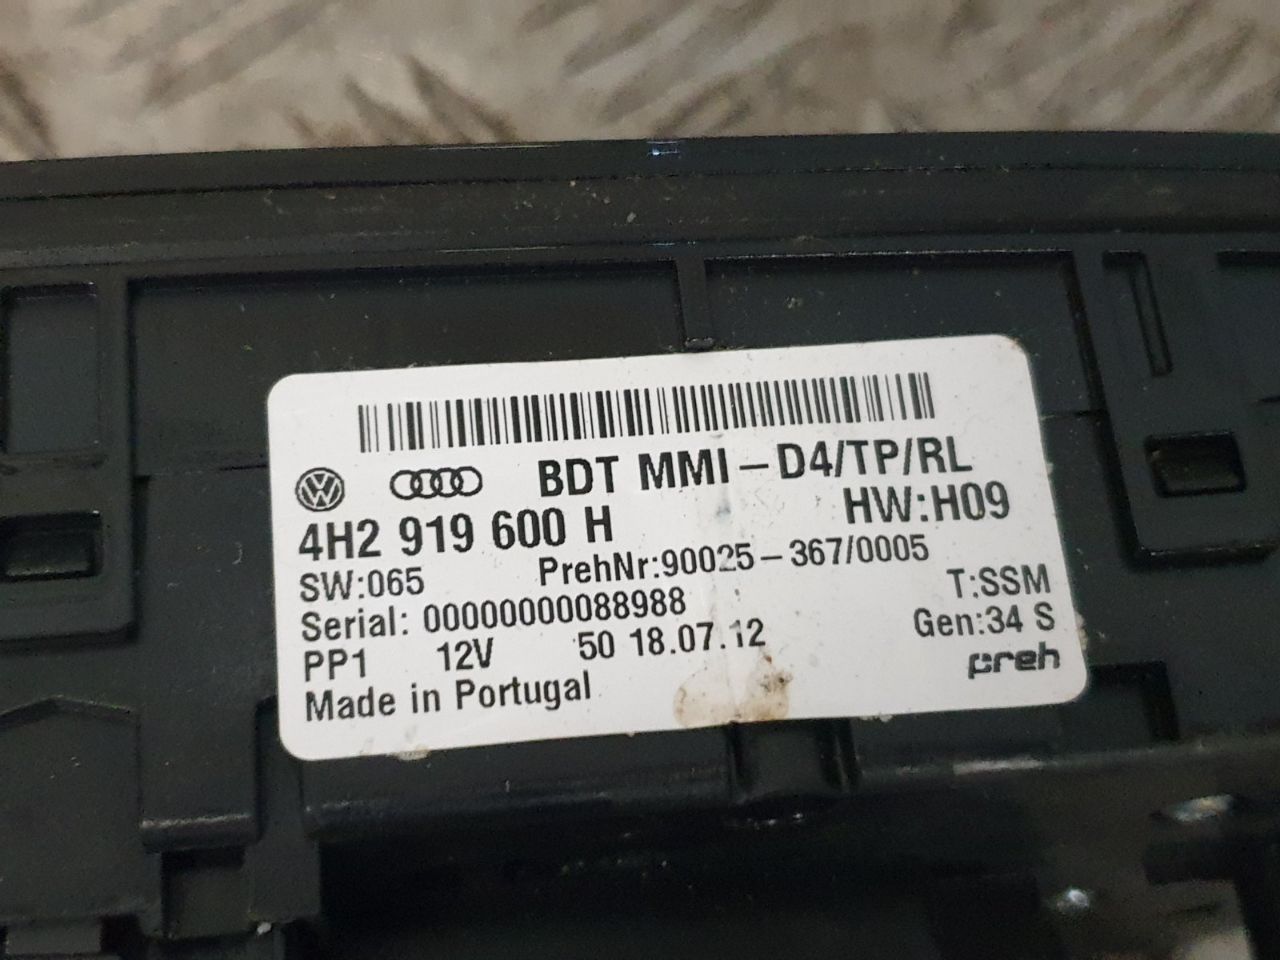 BDT MMI-D4/TP/RL
4H2 919 600 H HW:H09
SW:065 PrehNr:90025-367/0005
Serial: 00000000088988 T:SSM
PP1 12V 50 18.07.12 Gen:34 S
Made in Portugal preh